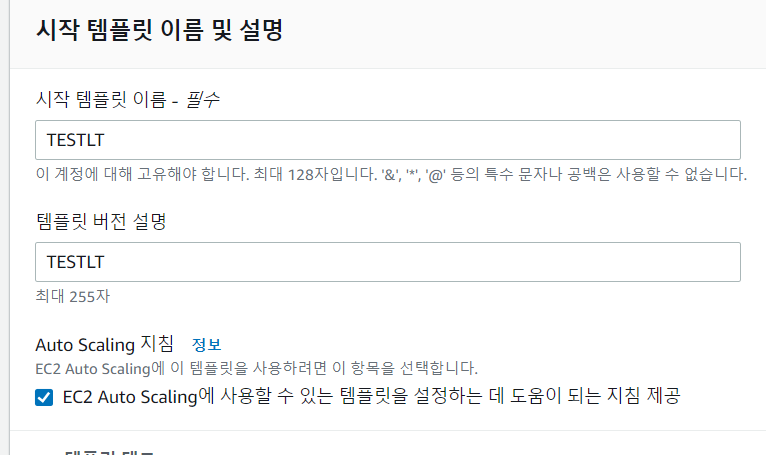 시작 템플릿 이름 및 설명
시작 템플릿 이름 - 필수
TESTLT
이 계정에 대해 고유해야 합니다. 최대 128자입니다. '&', '*', '@' 등의 특수 문자나 공백은 사용할 수 없습니다.
템플릿 버전 설명
TESTLT
최대 255자
Auto Scaling 지침 정보
EC2 Auto Scaling에 이 템플릿을 사용하려면 이 항목을 선택합니다.
EC2 Auto Scaling에 사용할 수 있는 템플릿을 설정하는 데 도움이 되는 지침 제공